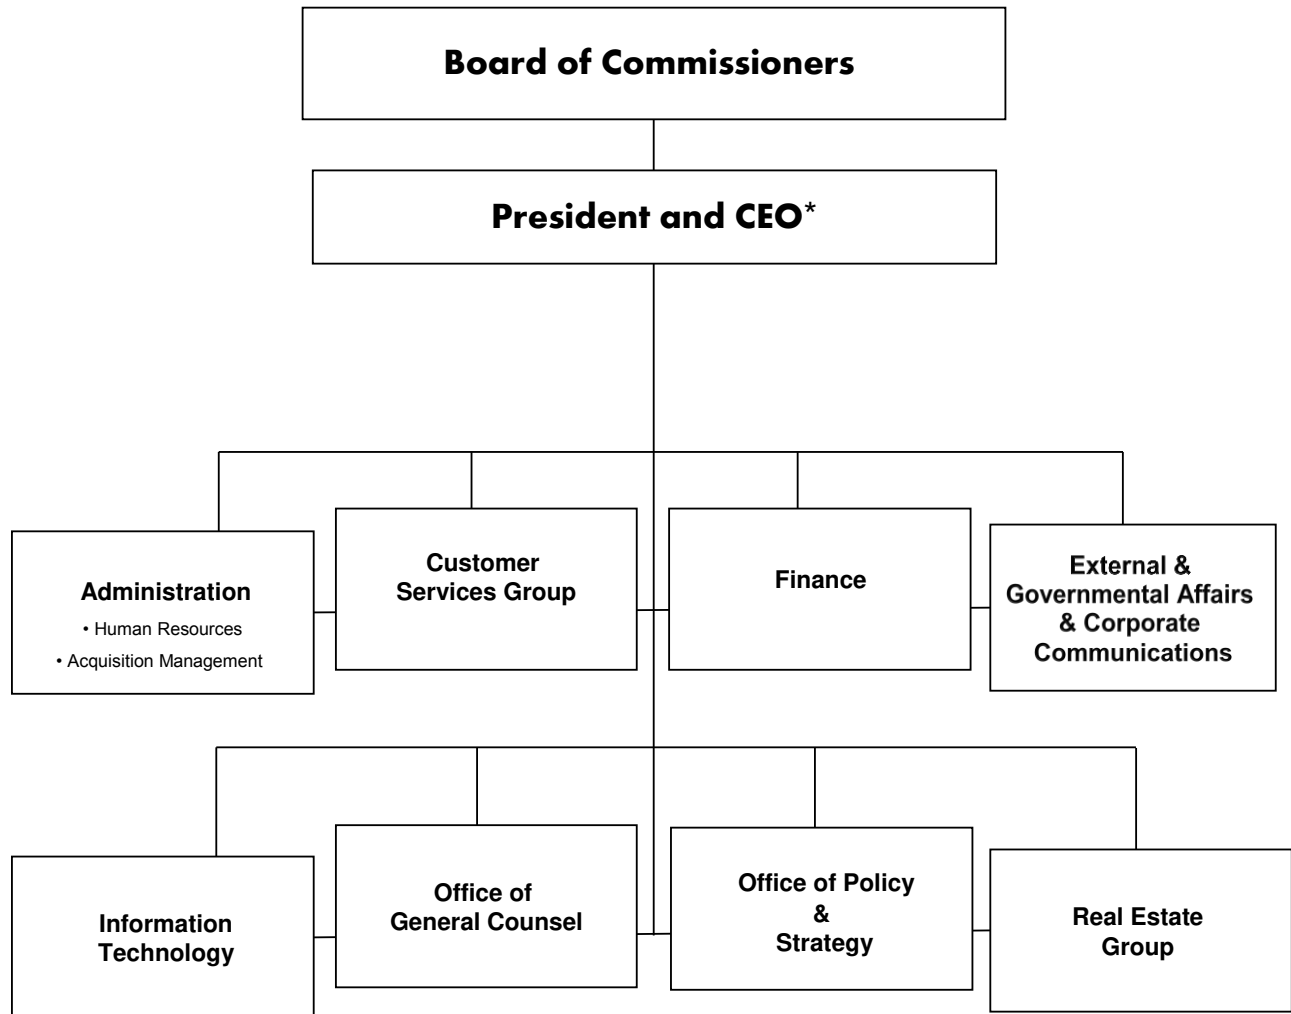 Board of Commissioners
President and CEO*
Administration
• Human Resources
• Acquisition Management
Customer
Services Group
Finance
External &
Governmental Affairs
& Corporate
Communications
Information
Technology
Office of
General Counsel
Office of Policy
&
Strategy
Real Estate
Group